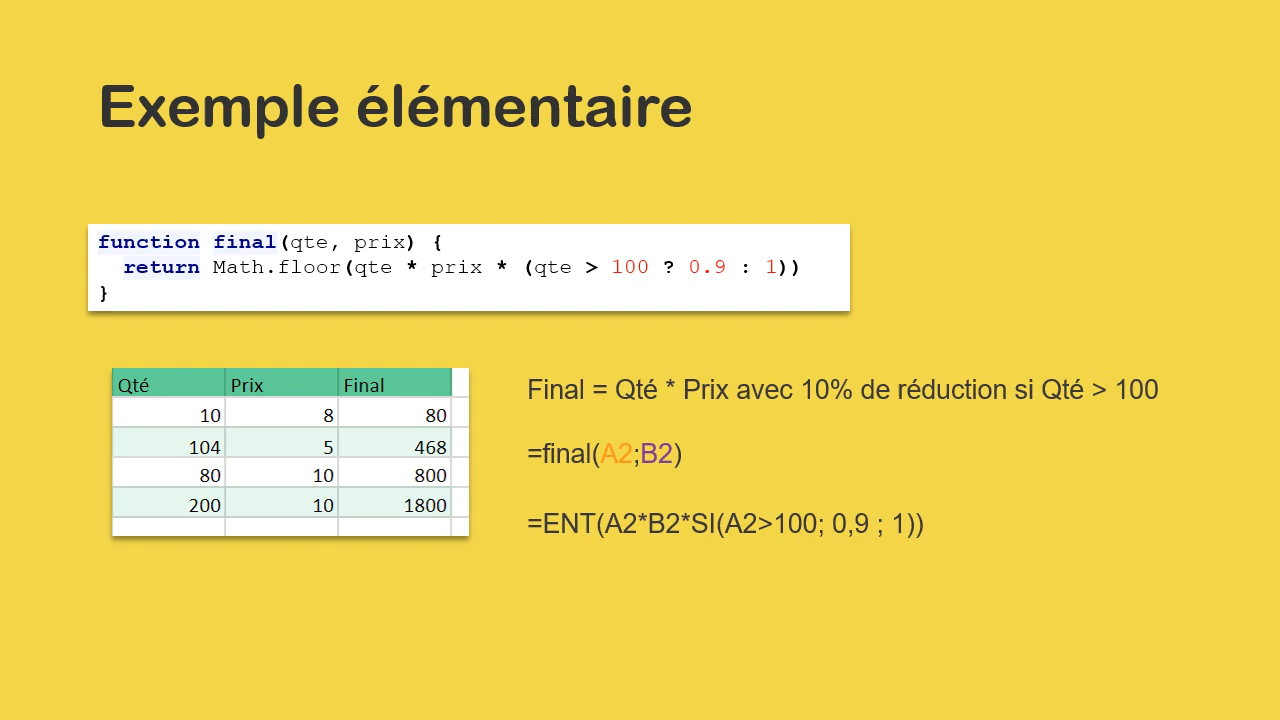 Exemple élémentaire
function final(qte, prix) {
  return Math.floor(qte * prix * (qte > 100 ? 0.9 : 1))
}
Qté Prix Final
10 8 80
104 5 468
80 10 800
200 10 1800
Final = Qté * Prix avec 10% de réduction si Qté > 100
=final(A2;B2)
=ENT(A2*B2*SI(A2>100; 0,9 ; 1))